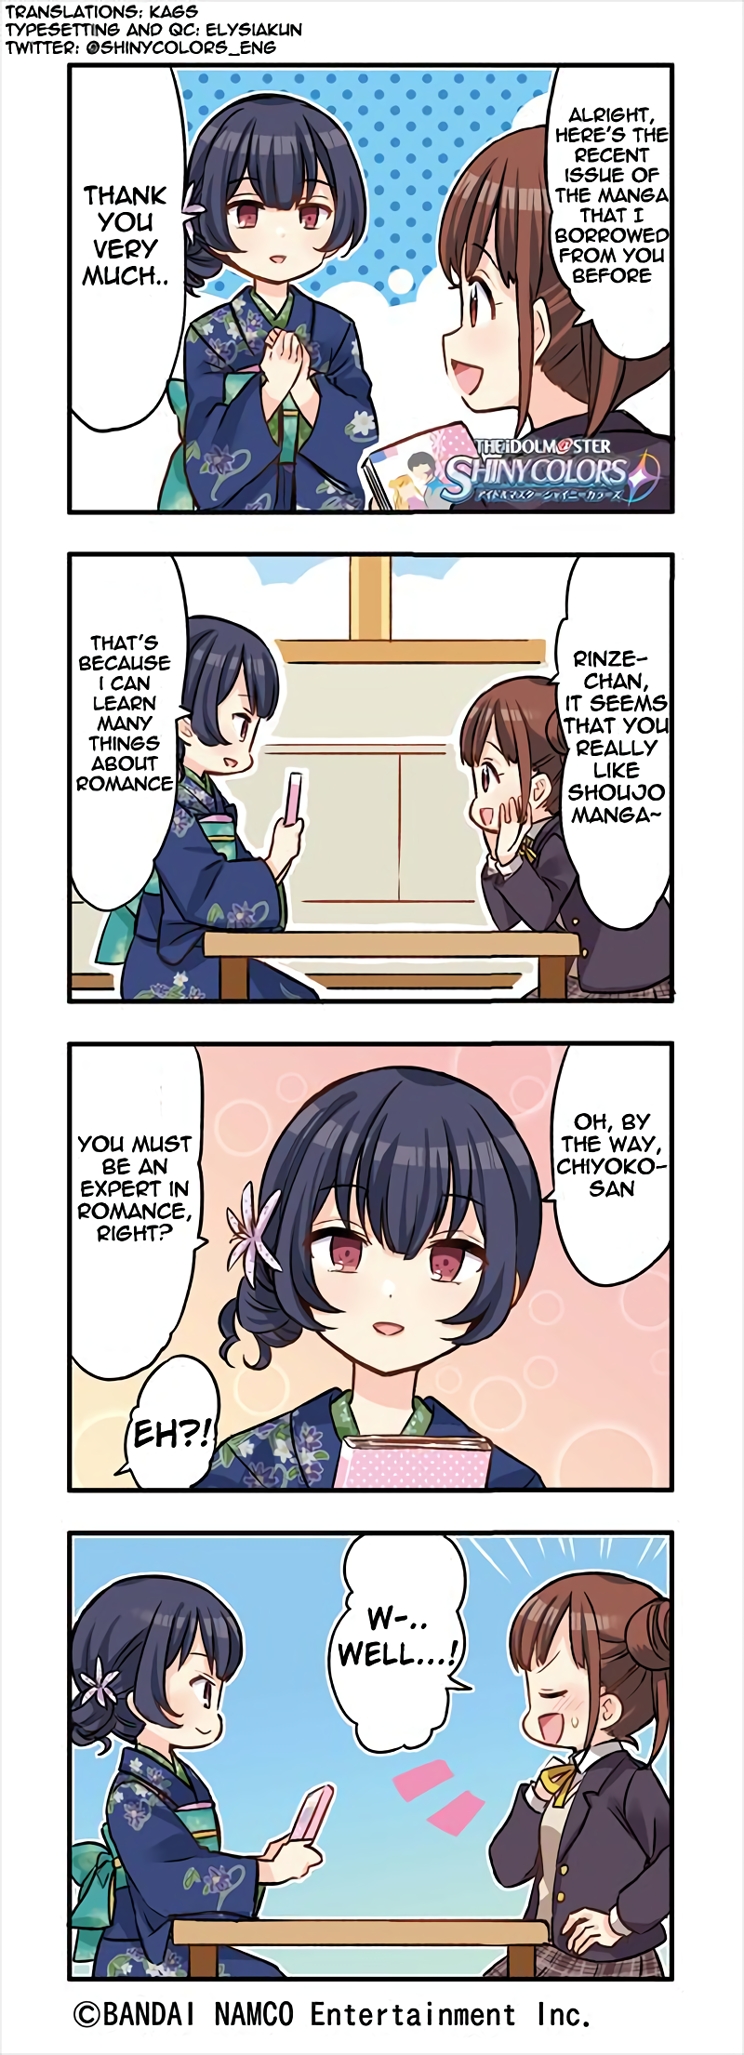 TRANSLATIONS: KAGS
TYPESETTING AND QC: ELYSIAKUN
TWITTER: @SHINYCOLORS_ENG
ALRIGHT,
HERE'S THE
RECENT
ISSUE OF
THE MANGA
THAT I
BORROWED
FROM YOU
BEFORE
THANK
YOU
VERY
MUCH..
THE iDOLM@STER
SHINYCOLORS
アイドルマスターシャイニーカラーズ
RINZE-
CHAN,
IT SEEMS
THAT YOU
REALLY
LIKE
SHOUJO
MANGA~
THAT'S
BECAUSE
I CAN
LEARN
MANY
THINGS
ABOUT
ROMANCE
OH, BY
THE WAY,
CHIYOKO-
SAN
YOU MUST
BE AN
EXPERT IN
ROMANCE,
RIGHT?
EH?!
W-..
WELL...!
©BANDAI NAMCO Entertainment Inc.